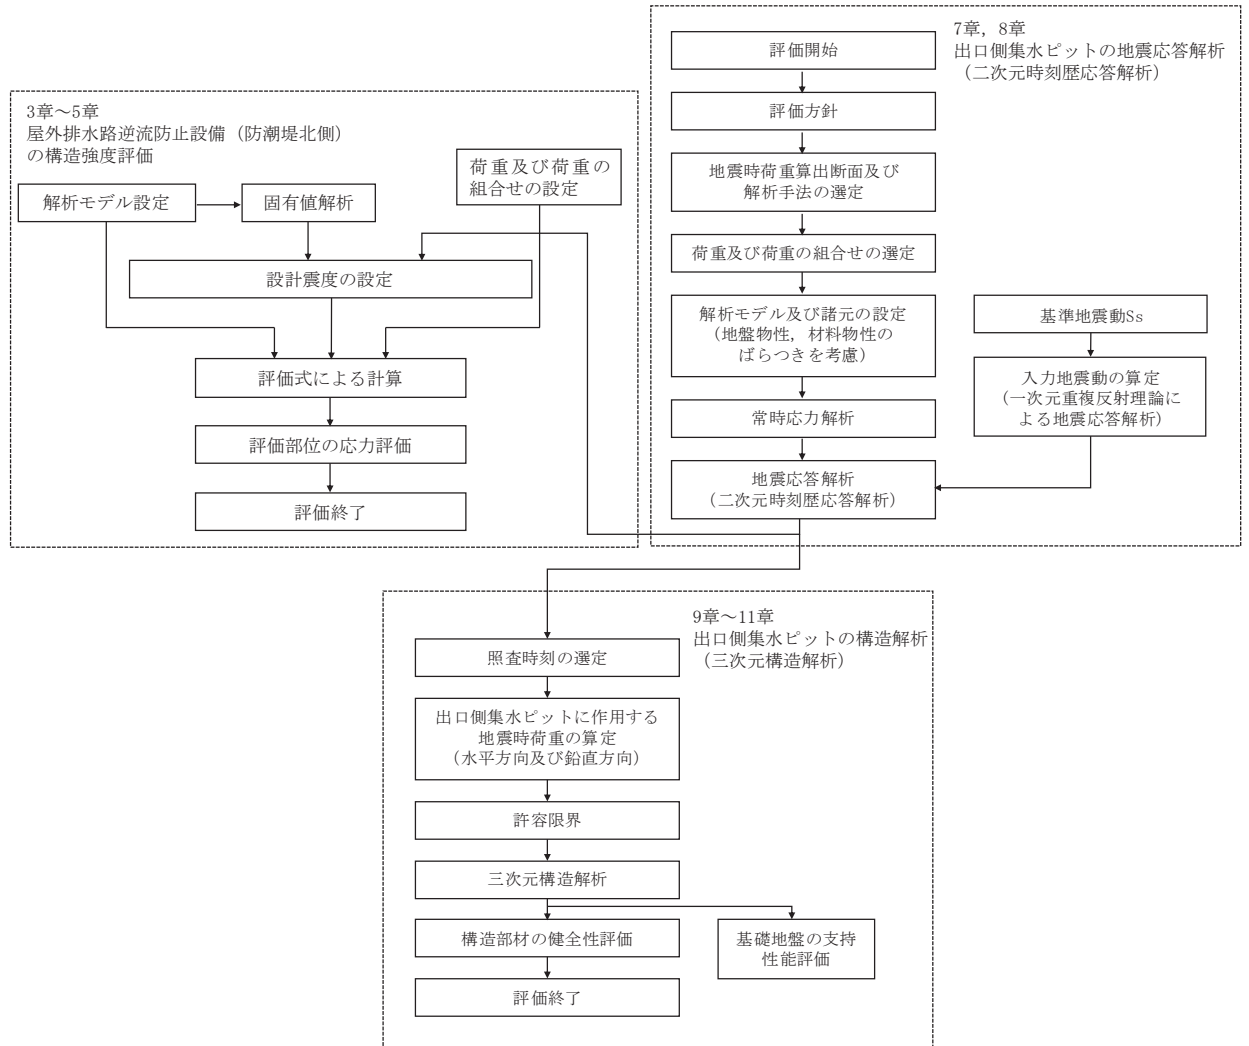 7章，8章
出口側集水ピットの地震応答解析
（二次元時刻歴応答解析）
評価開始
評価方針
地震時荷重算出断面及び
解析手法の選定
荷重及び荷重の組合せの選定
解析モデル及び諸元の設定
（地盤物性，材料物性の
ばらつきを考慮）
常時応力解析
地震応答解析
（二次元時刻歴応答解析）
基準地震動Ss
入力地震動の算定
（一次元重複反射理論に
よる地震応答解析）
3章～5章
屋外排水路逆流防止設備（防潮堤北側）
の構造強度評価
荷重及び荷重の
組合せの設定
解析モデル設定
固有値解析
設計震度の設定
評価式による計算
評価部位の応力評価
評価終了
9章～11章
出口側集水ピットの構造解析
（三次元構造解析）
照査時刻の選定
出口側集水ピットに作用する
地震時荷重の算定
（水平方向及び鉛直方向）
許容限界
三次元構造解析
構造部材の健全性評価
基礎地盤の支持
性能評価
評価終了